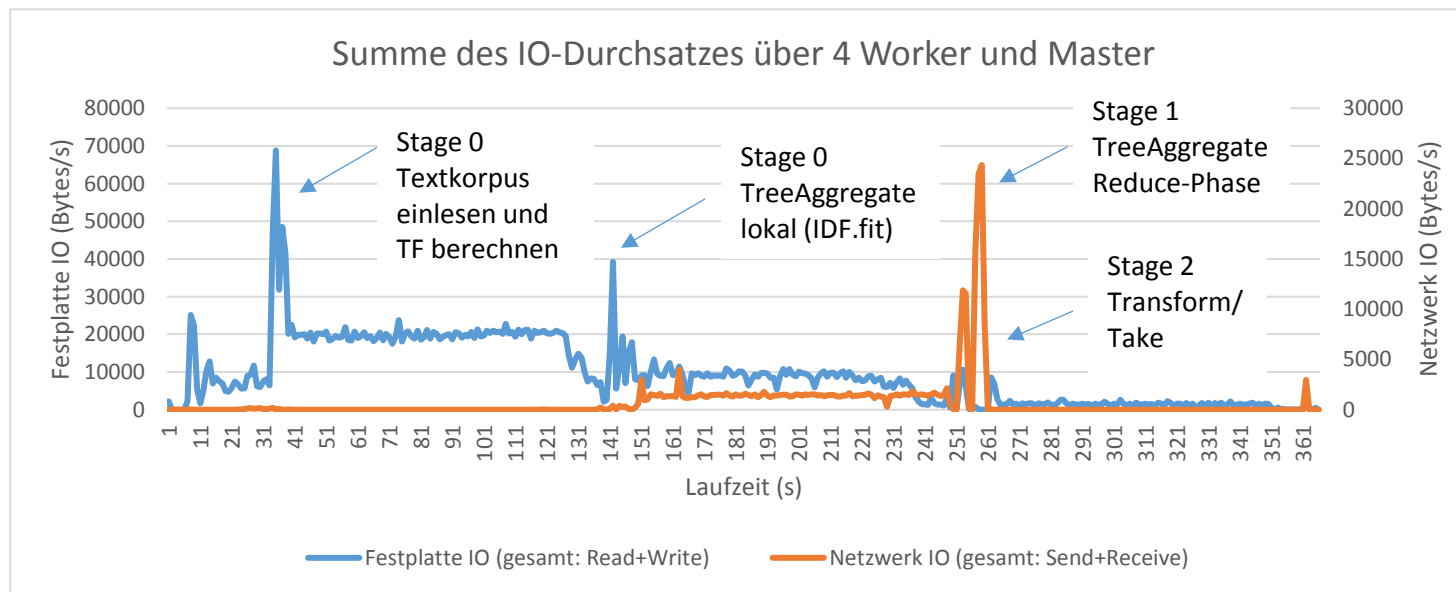 Summe des IO-Durchsatzes über 4 Worker und Master
Festplatte IO (Bytes/s)
80000
70000
60000
50000
40000
30000
20000
10000
0
Stage 0
Textkorpus
einlesen und
TF berechnen
Stage 0
TreeAggregate
lokal (IDF.fit)
Stage 1
TreeAggregate
Reduce-Phase
Stage 2
Transform/
Take
30000
25000
20000
15000
10000
5000
0
Netzwerk IO (Bytes/s)
1 11 21 31 41 51 61 71 81 91 101 111 121 131 141 151 161 171 181 191 201 211 221 231 241 251 261 271 281 291 301 311 321 331 341 351 361
Laufzeit (s)
Festplatte IO (gesamt: Read+Write) Netzwerk IO (gesamt: Send+Receive)